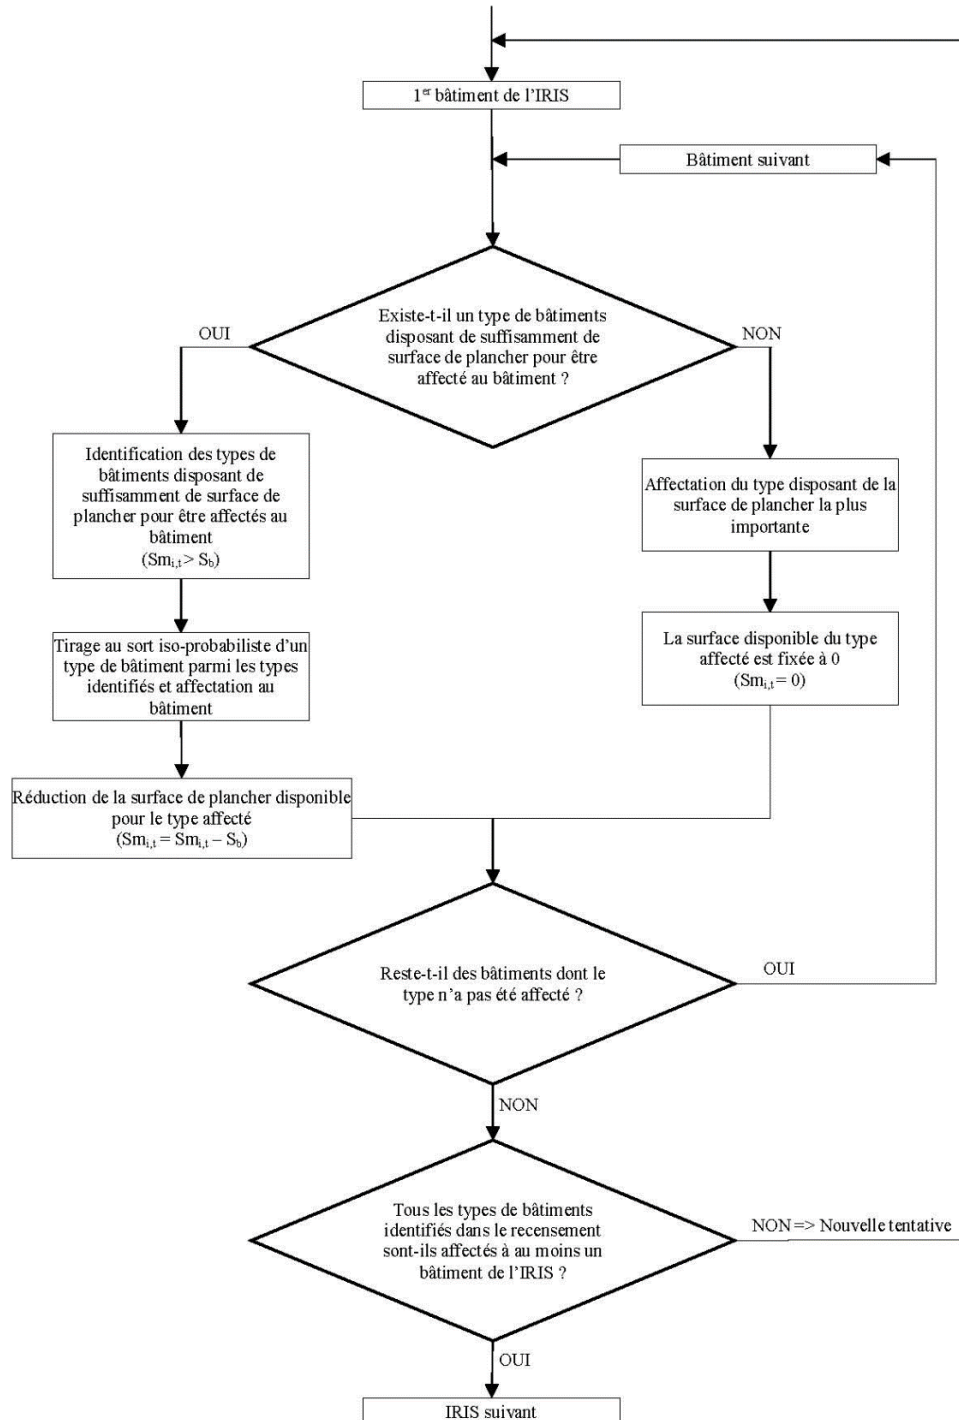 1er bâtiment de l’IRIS
Bâtiment suivant
Existe-t-il un type de bâtiments
disposant de suffisamment de
surface de plancher pour être
affecté au bâtiment ?
OUI
NON
Identification des types de
bâtiments disposant de
suffisamment de surface de
plancher pour être affectés au
bâtiment
(Smi,t > Sb)
Affectation du type disposant de la
surface de plancher la plus
importante
Tirage au sort iso-probabiliste d’un
type de bâtiment parmi les types
identifiés et affectation au
bâtiment
La surface disponible du type
affecté est fixée à 0
(Smi,t = 0)
Réduction de la surface de plancher disponible
pour le type affecté
(Smi,t = Smi,t – Sb)
Reste-t-il des bâtiments dont le
type n’a pas été affecté ?
OUI
NON
Tous les types de bâtiments
identifiés dans le recensement
sont-ils affectés à au moins un
bâtiment de l’IRIS ?
NON => Nouvelle tentative
OUI
IRIS suivant